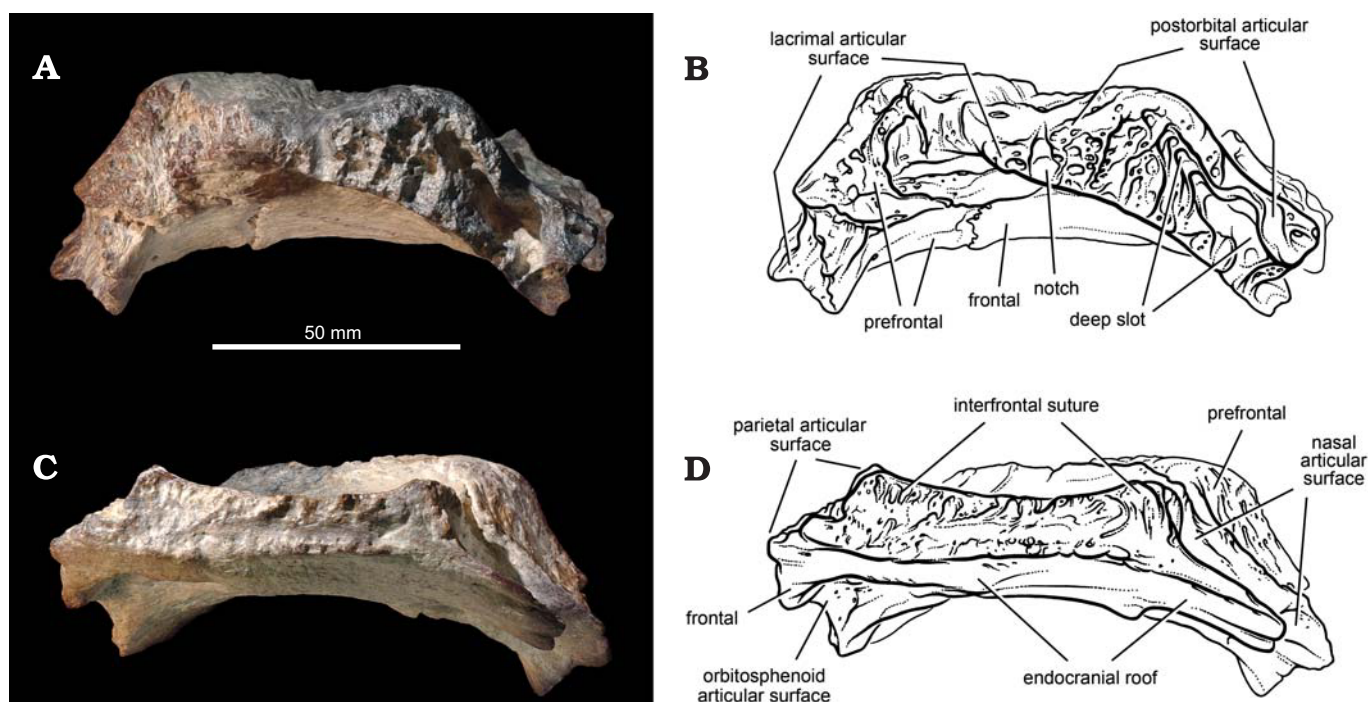 A
50 mm
B
lacrimal articular
surface
postorbital articular
surface
prefrontal
frontal
notch
deep slot
C
D
parietal articular
surface
interfrontal suture
prefrontal
nasal
articular
surface
frontal
orbitosphenoid
articular surface
endocranial roof